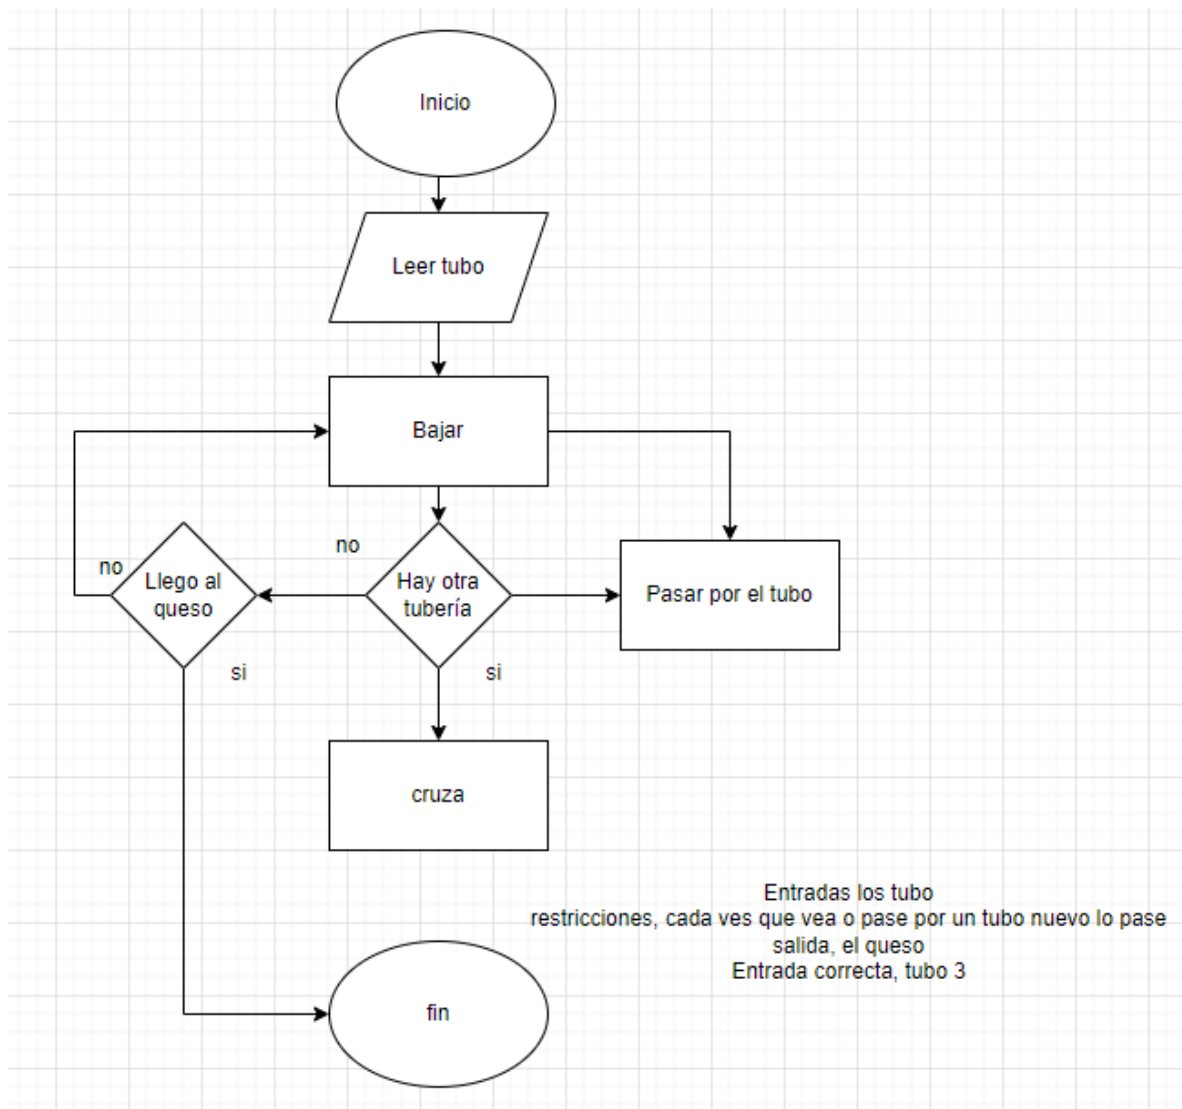 Inicio
Leer tubo
Bajar
no
no
Llego al
queso
Hay otra
tubería
Pasar por el tubo
si
si
cruza
Entradas los tubo
restricciones, cada ves que vea o pase por un tubo nuevo lo pase
salida, el queso
Entrada correcta, tubo 3
fin